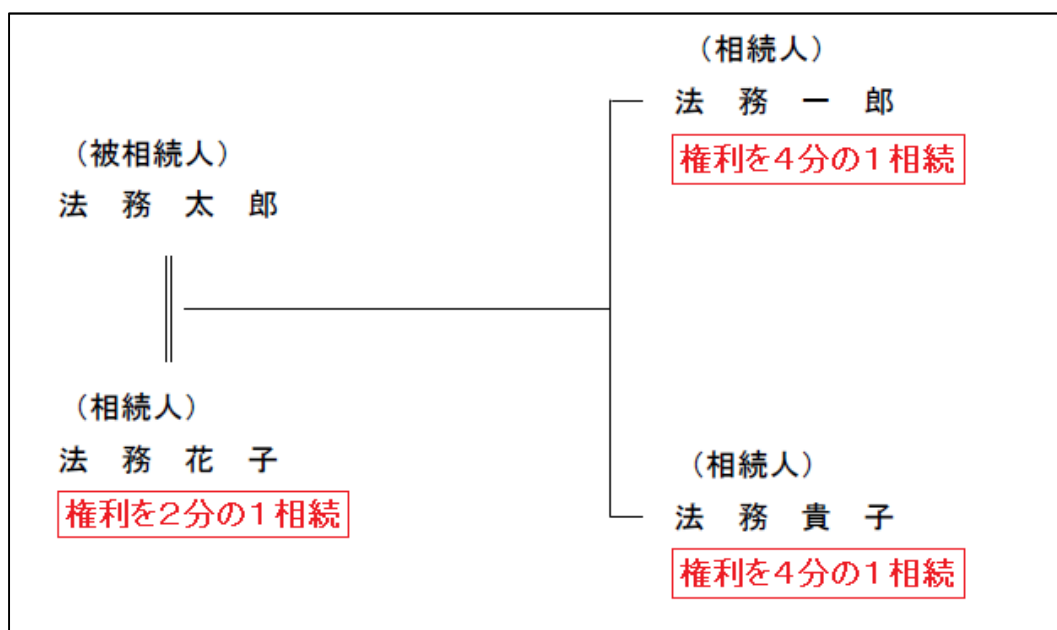 (被相続人)
法 務 太 郎
(相続人)
法 務 花 子
権利を2分の1相続
(相続人)
法 務 一 郎
権利を4分の1相続
(相続人)
法 務 貴 子
権利を4分の1相続